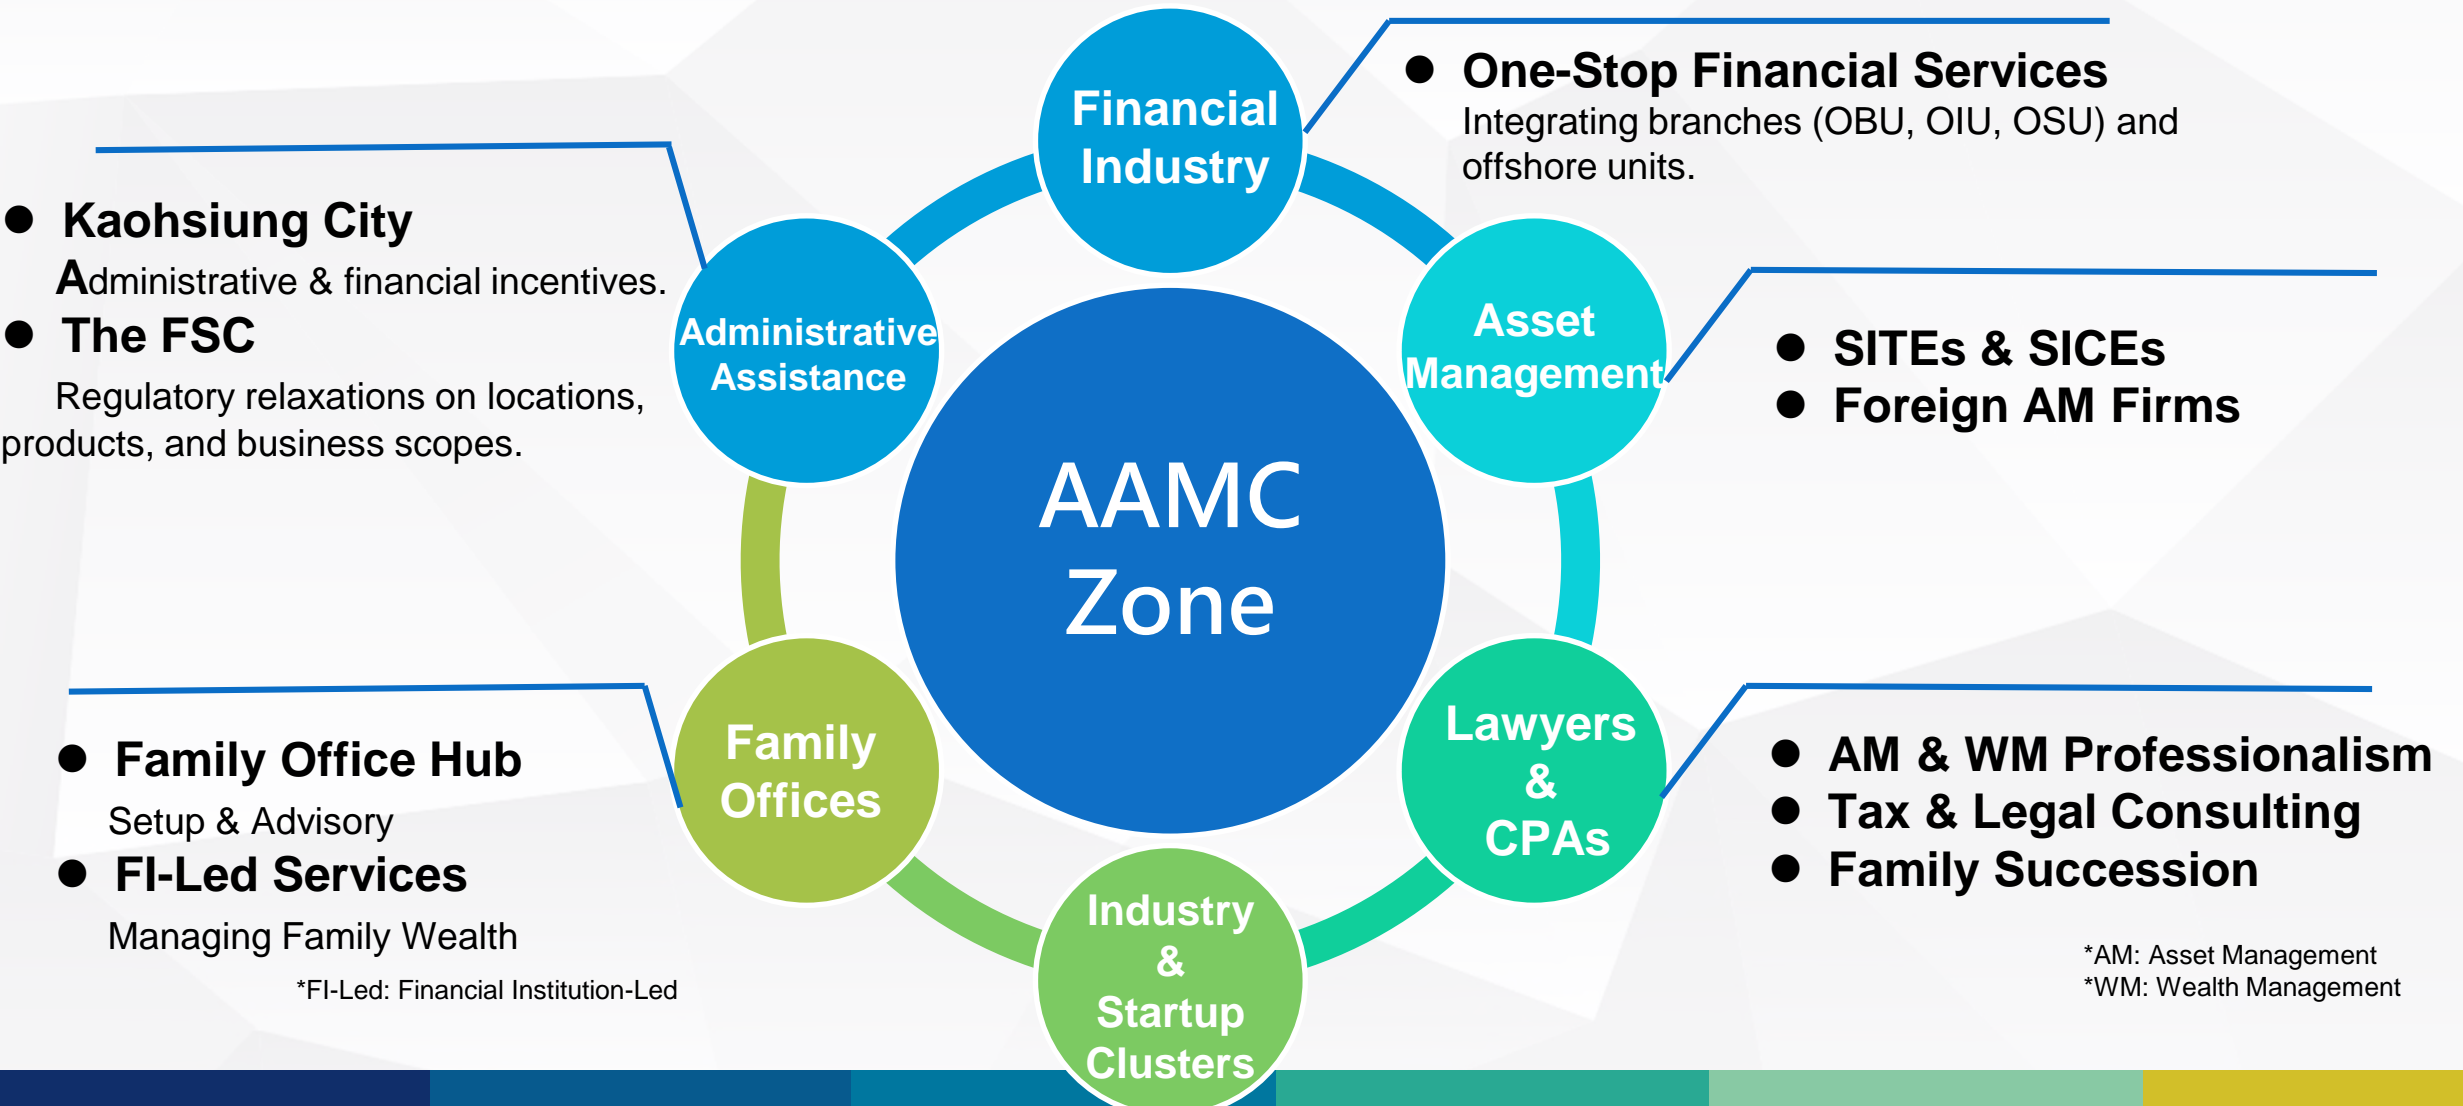 Financial
Industry
● One-Stop Financial Services
Integrating branches (OBU, OIU, OSU) and
offshore units.
● Kaohsiung City
Administrative & financial incentives.
● The FSC
Regulatory relaxations on locations,
products, and business scopes.
Administrative
Assistance
Asset
Management
● SITEs & SICEs
● Foreign AM Firms
AAMC
Zone
● Family Office Hub
Setup & Advisory
● FI-Led Services
Managing Family Wealth
*FI-Led: Financial Institution-Led
Family
Offices
Lawyers
&
CPAs
● AM & WM Professionalism
● Tax & Legal Consulting
● Family Succession
*AM: Asset Management
*WM: Wealth Management
Industry
&
Startup
Clusters